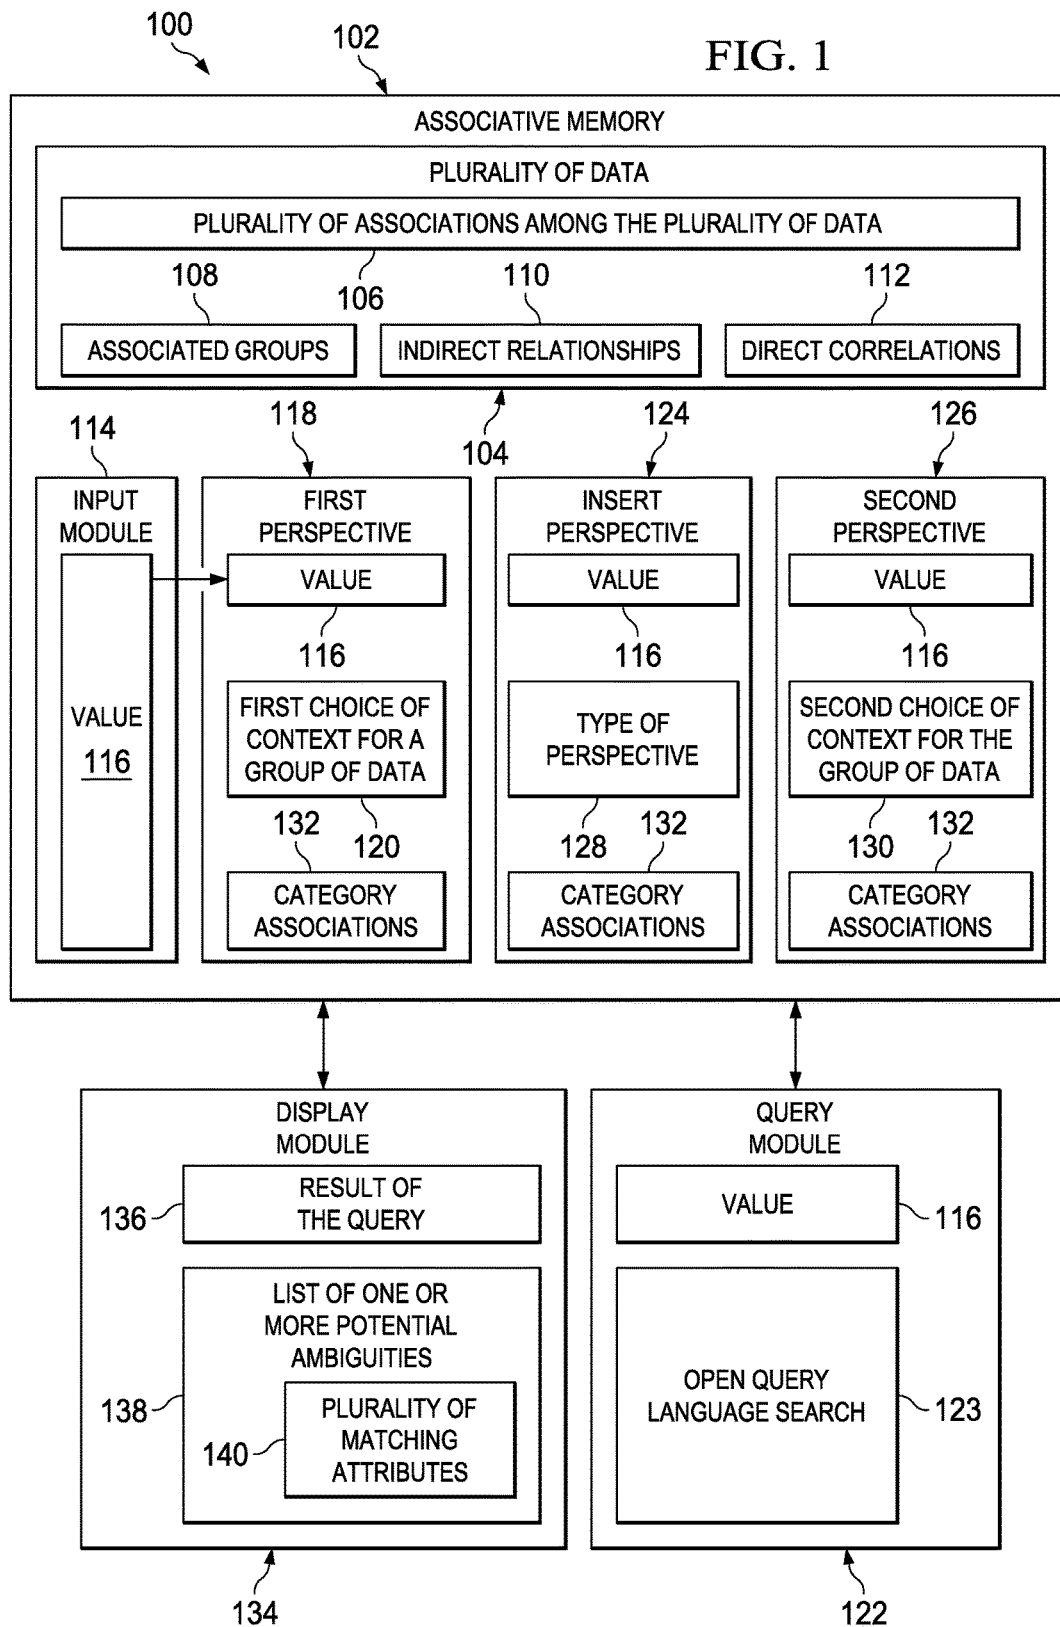 100
102
FIG. 1
ASSOCIATIVE MEMORY
PLURALITY OF DATA
PLURALITY OF ASSOCIATIONS AMONG THE PLURALITY OF DATA
108
106
110
112
ASSOCIATED GROUPS
INDIRECT RELATIONSHIPS
DIRECT CORRELATIONS
114
118
104
124
126
INPUT
MODULE
VALUE
116
FIRST
PERSPECTIVE
VALUE
116
FIRST CHOICE OF
CONTEXT FOR A
GROUP OF DATA
132
120
CATEGORY
ASSOCIATIONS
INSERT
PERSPECTIVE
VALUE
116
TYPE OF
PERSPECTIVE
128
132
CATEGORY
ASSOCIATIONS
SECOND
PERSPECTIVE
VALUE
116
SECOND CHOICE OF
CONTEXT FOR THE
GROUP OF DATA
130
132
CATEGORY
ASSOCIATIONS
DISPLAY
MODULE
RESULT OF
THE QUERY
136
LIST OF ONE OR
MORE POTENTIAL
AMBIGUITIES
138
PLURALITY OF
MATCHING
ATTRIBUTES
140
134
QUERY
MODULE
VALUE
116
OPEN QUERY
LANGUAGE SEARCH
123
122